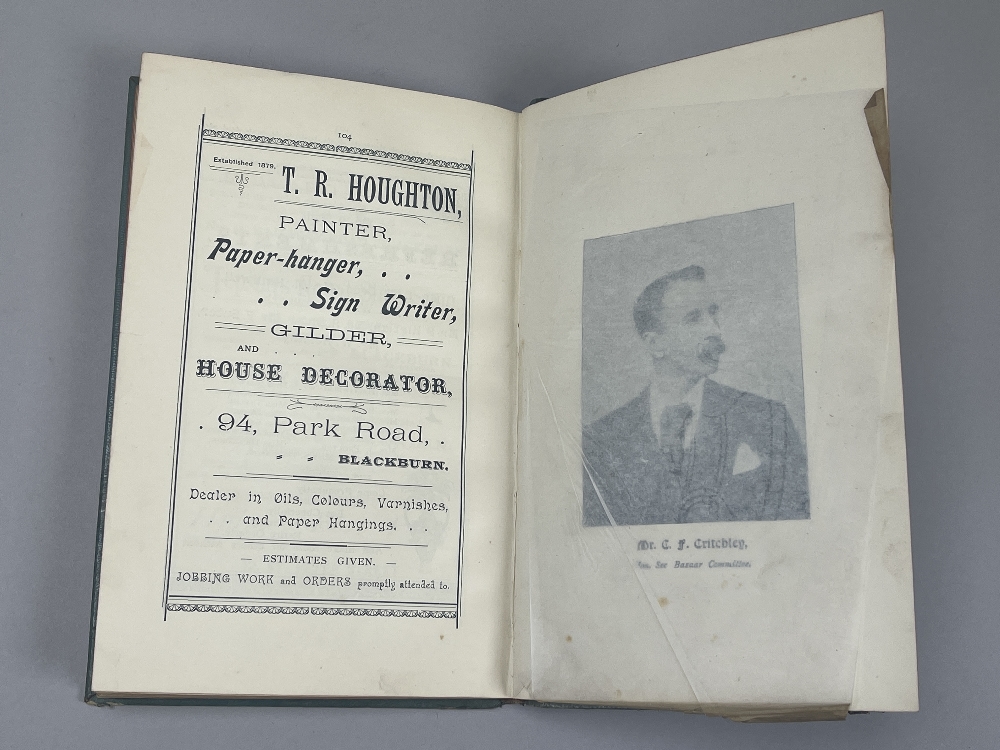 104
Established 1879.
T. R. HOUGHTON,
PAINTER,
Paper-hanger, . .
. . Sign Writer,
GILDER,
AND . . .
HOUSE DECORATOR,
. 94, Park Road, .
" " BLACKBURN.
Dealer in Oils, Colours, Varnishes,
. . and Paper Hangings. . .
— ESTIMATES GIVEN. —
JOBBING WORK and ORDERS promptly attended to.
Mr. C. F. Critchley,
Hon. Sec Bazaar Committee.